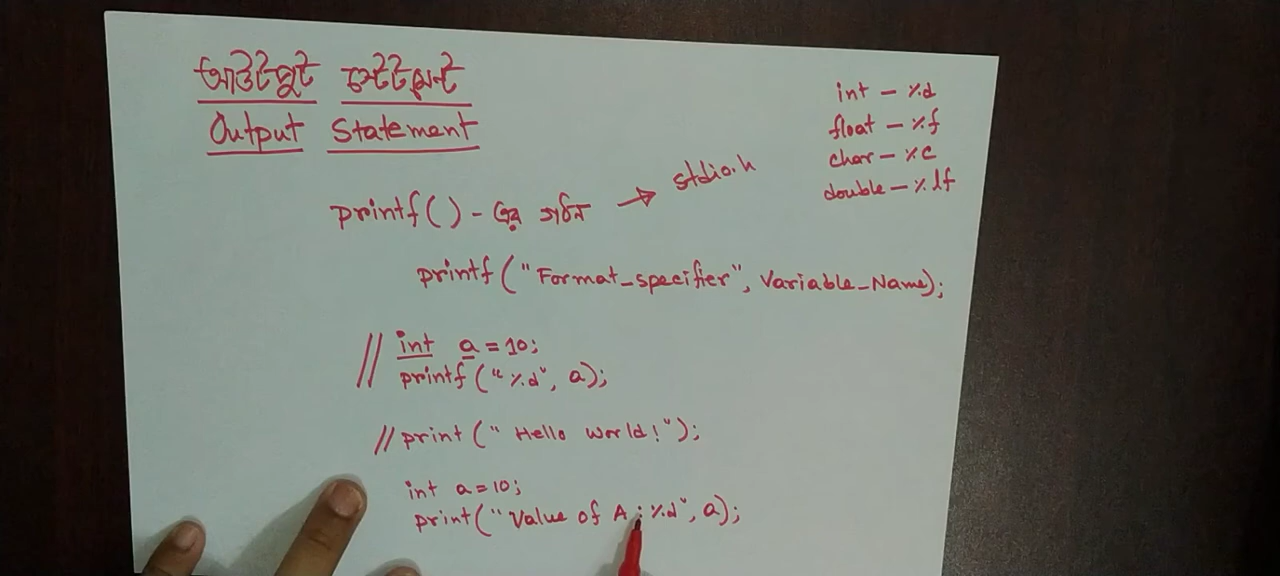 আউটপুট স্টেটমেন্ট
Output Statement
int - %d
float - %f
char - %c
double - %lf
printf() - এর গঠন → stdio.h
printf ("Format_specifier", Variable_Name);
// int a = 10;
printf ("%d", a);
// print (" Hello World!");
int a = 10;
print ("Value of A : %d", a);